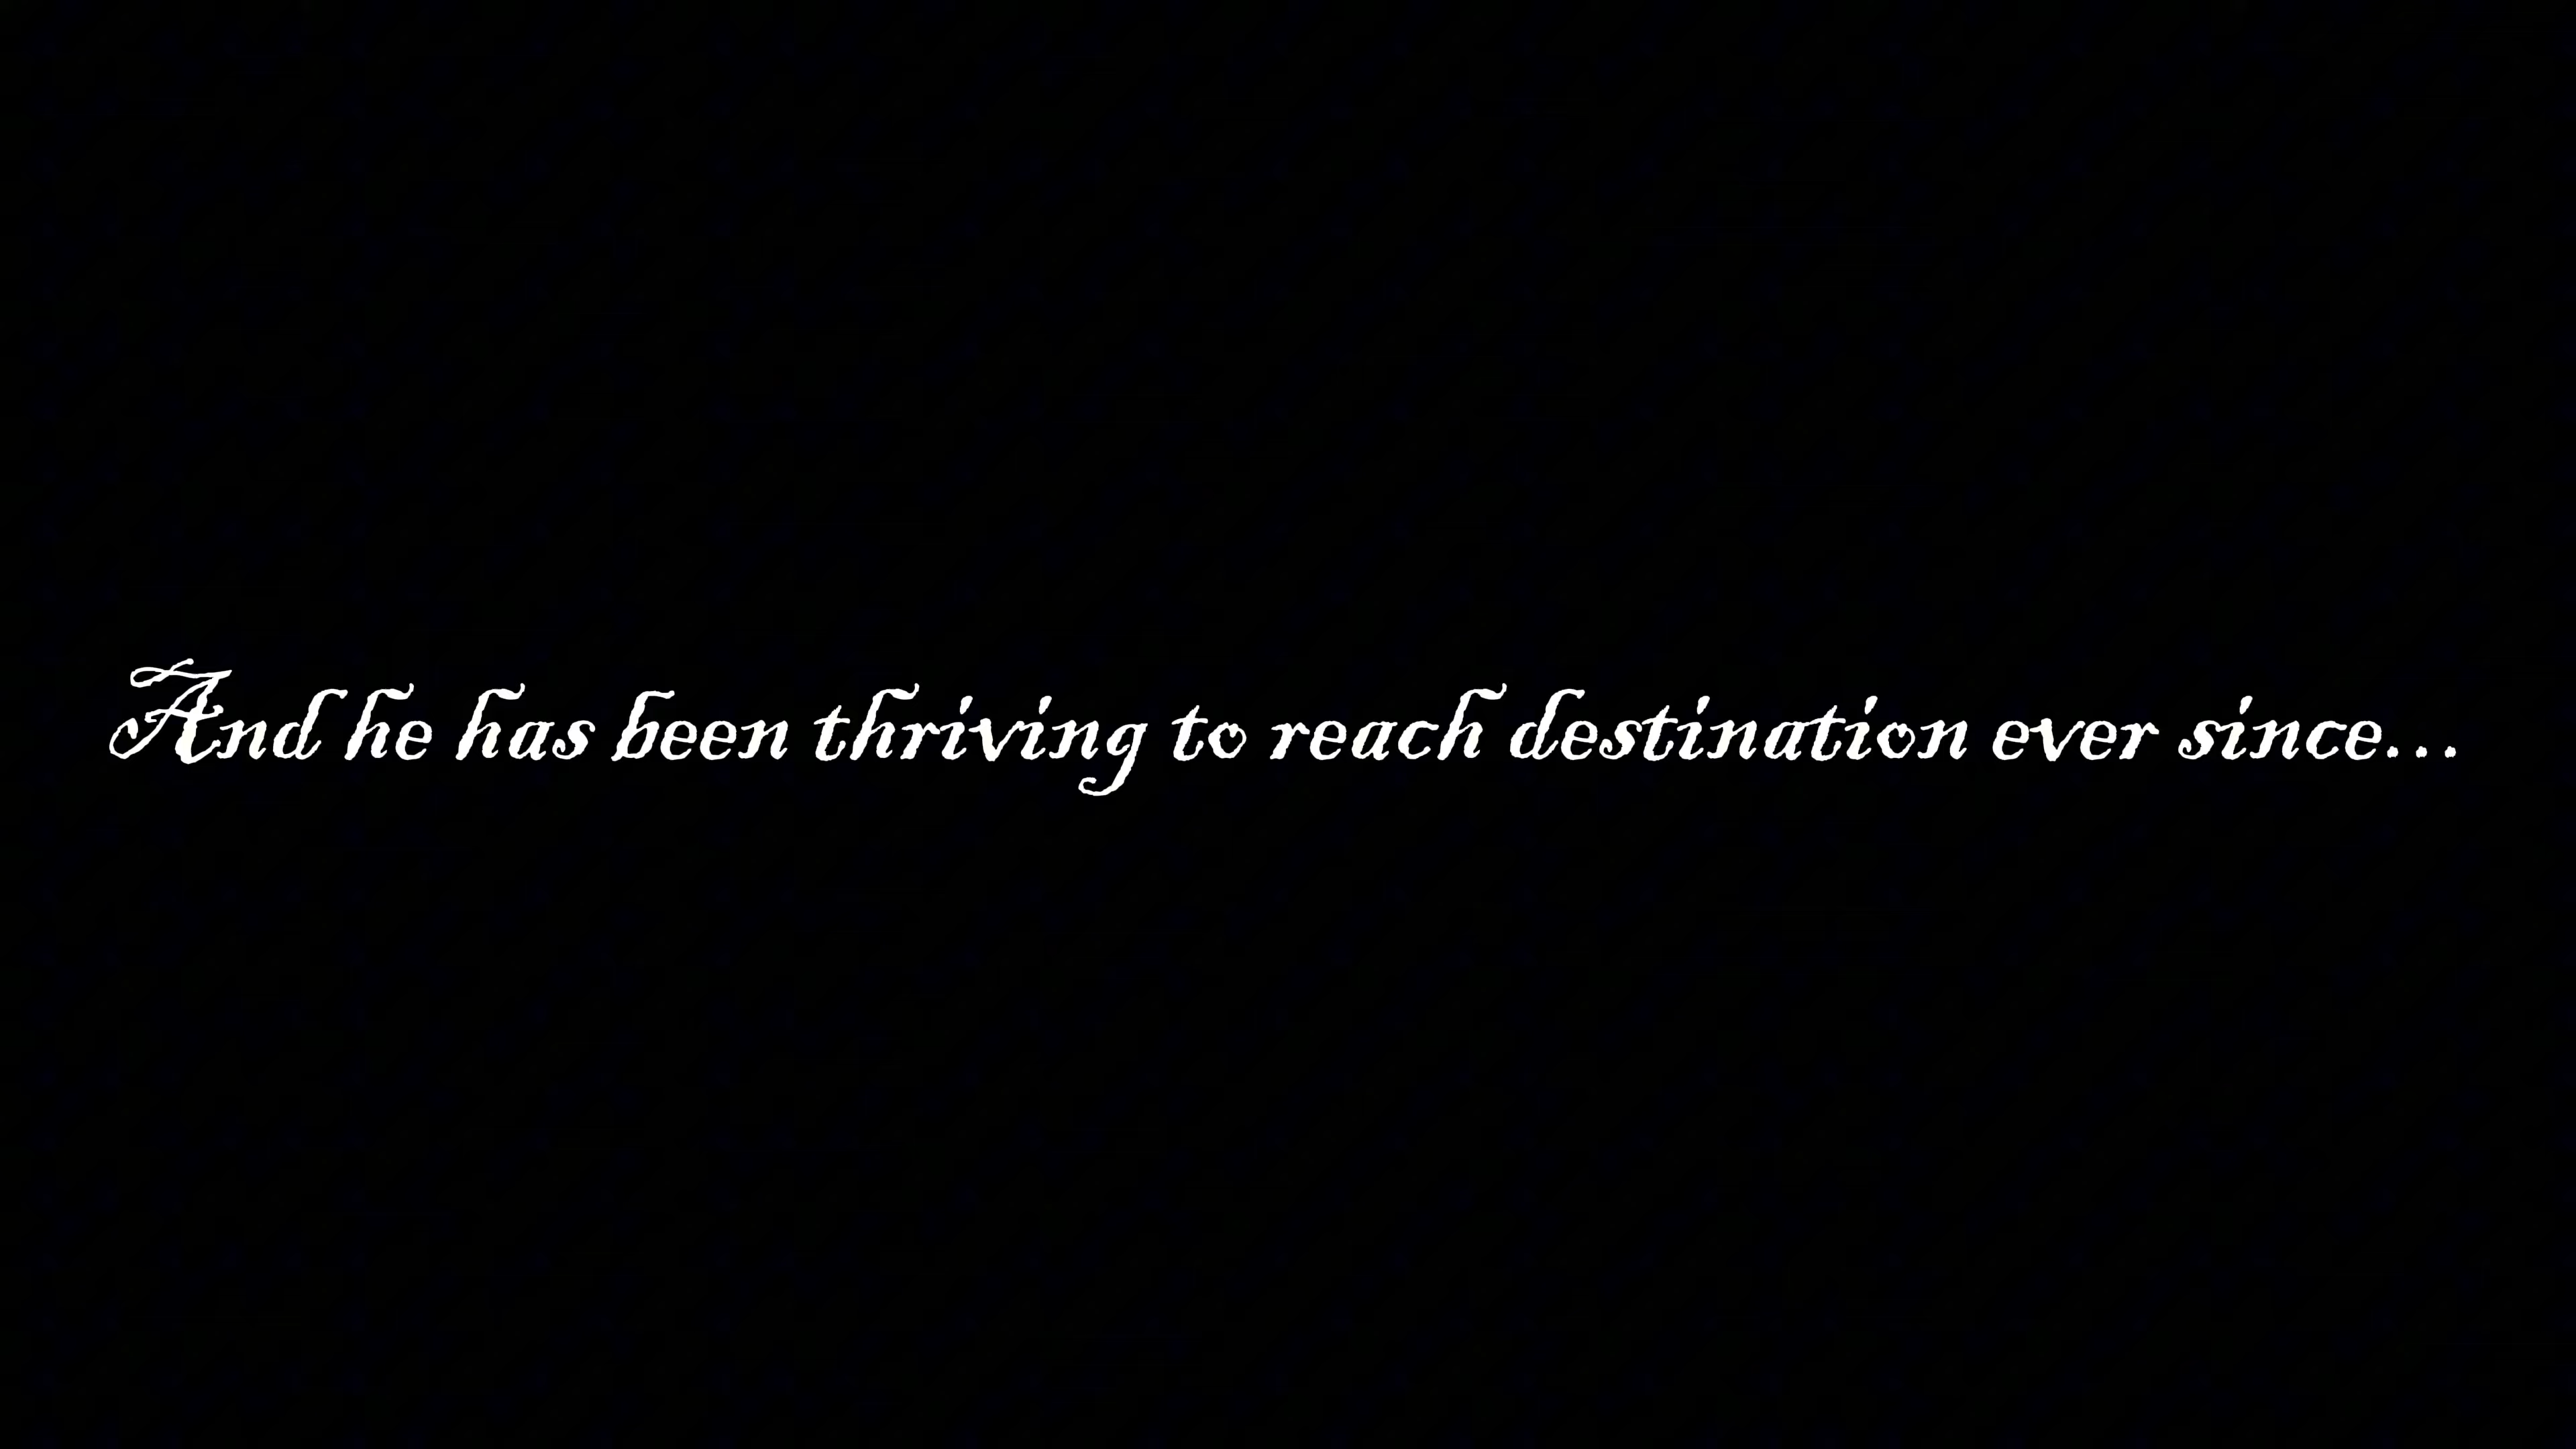 And he has been thriving to reach destination ever since...